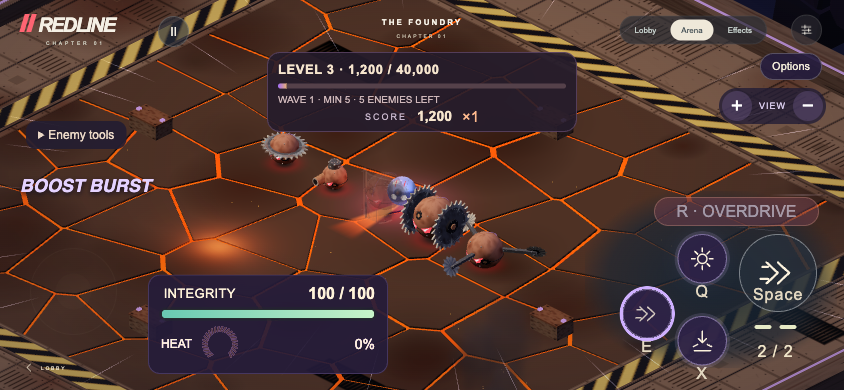 REDLINE
CHAPTER 01
THE FOUNDRY
CHAPTER 01
Lobby Arena Effects
Options
+ VIEW −
LEVEL 3 · 1,200 / 40,000
WAVE 1 · MIN 5 · 5 ENEMIES LEFT
SCORE 1,200 ×1
Enemy tools
BOOST BURST
R · OVERDRIVE
Q
Space
E
X
2 / 2
INTEGRITY 100 / 100
HEAT 0%
LOBBY